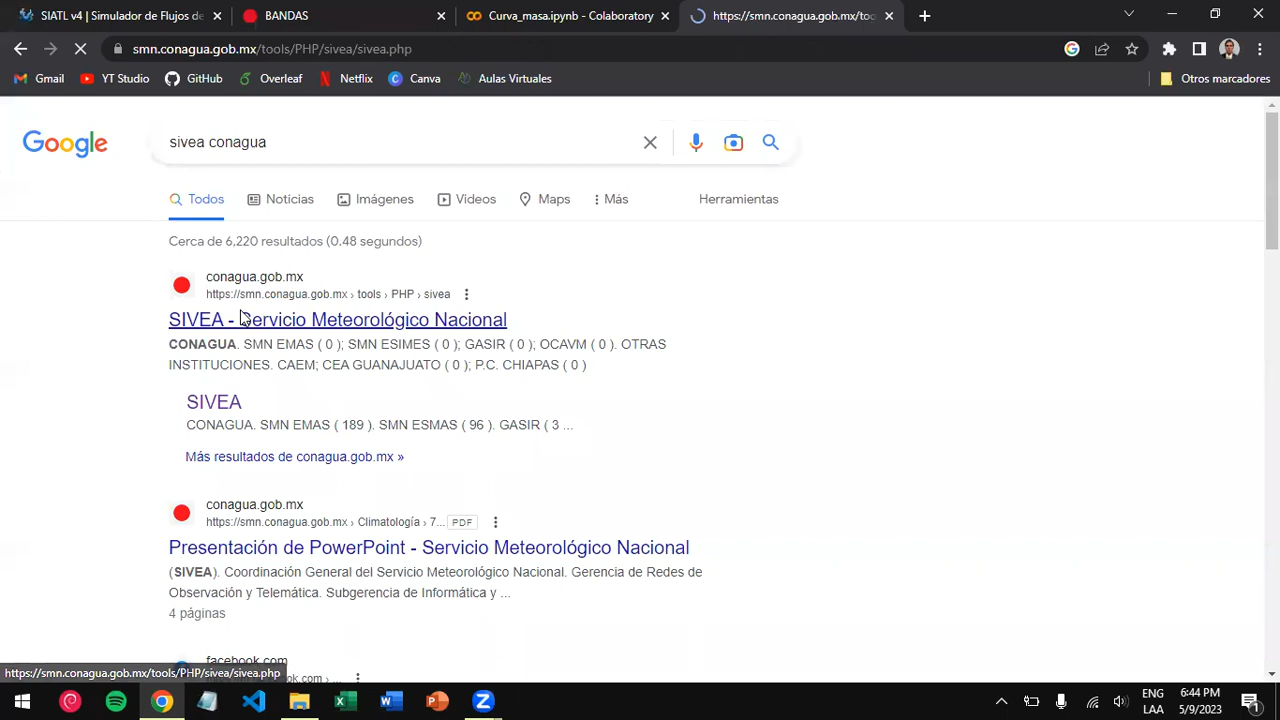 SIATL v4 | Simulador de Flujos de
BANDAS
Curva_masa.ipynb - Colaboratory
https://smn.conagua.gob.mx/to
smn.conagua.gob.mx/tools/PHP/sivea/sivea.php
Gmail
YT Studio
GitHub
Overleaf
Netflix
Canva
Aulas Virtuales
Otros marcadores
Google
sivea conagua
Todos
Noticias
Imágenes
Videos
Maps
Más
Herramientas
Cerca de 6,220 resultados (0.48 segundos)
conagua.gob.mx
https://smn.conagua.gob.mx › tools › PHP › sivea
SIVEA - Servicio Meteorológico Nacional
CONAGUA. SMN EMAS ( 0 ); SMN ESIMES ( 0 ); GASIR ( 0 ); OCAVM ( 0 ). OTRAS
INSTITUCIONES. CAEM; CEA GUANAJUATO ( 0 ); P.C. CHIAPAS ( 0 )
SIVEA
CONAGUA. SMN EMAS ( 189 ). SMN ESMAS ( 96 ). GASIR ( 3 ...
Más resultados de conagua.gob.mx »
conagua.gob.mx
https://smn.conagua.gob.mx › Climatología › 7... PDF
Presentación de PowerPoint - Servicio Meteorológico Nacional
(SIVEA). Coordinación General del Servicio Meteorológico Nacional. Gerencia de Redes de
Observación y Telemática. Subgerencia de Informática y ...
4 páginas
facebook.com
https://smn.conagua.gob.mx/tools/PHP/sivea/sivea.php
ENG
LAA
6:44 PM
5/9/2023